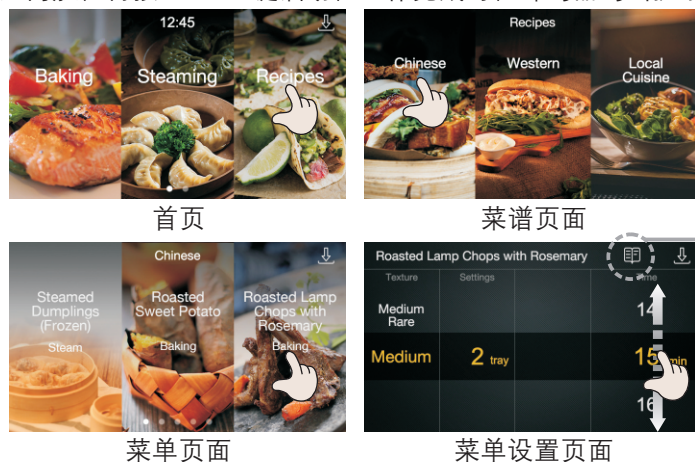 12:45
Baking
Steaming
Recipes
首页
Recipes
Chinese
Western
Local
Cuisine
菜谱页面
Chinese
Steamed
Dumplings
(Frozen)
Steam
Roasted
Sweet Potato
Baking
Roasted Lamp
Chops with
Rosemary
Baking
菜单页面
Roasted Lamp Chops with Rosemary
Texture
Settings
Medium
Rare
14
Medium
2 tray
15 min
16
菜单设置页面